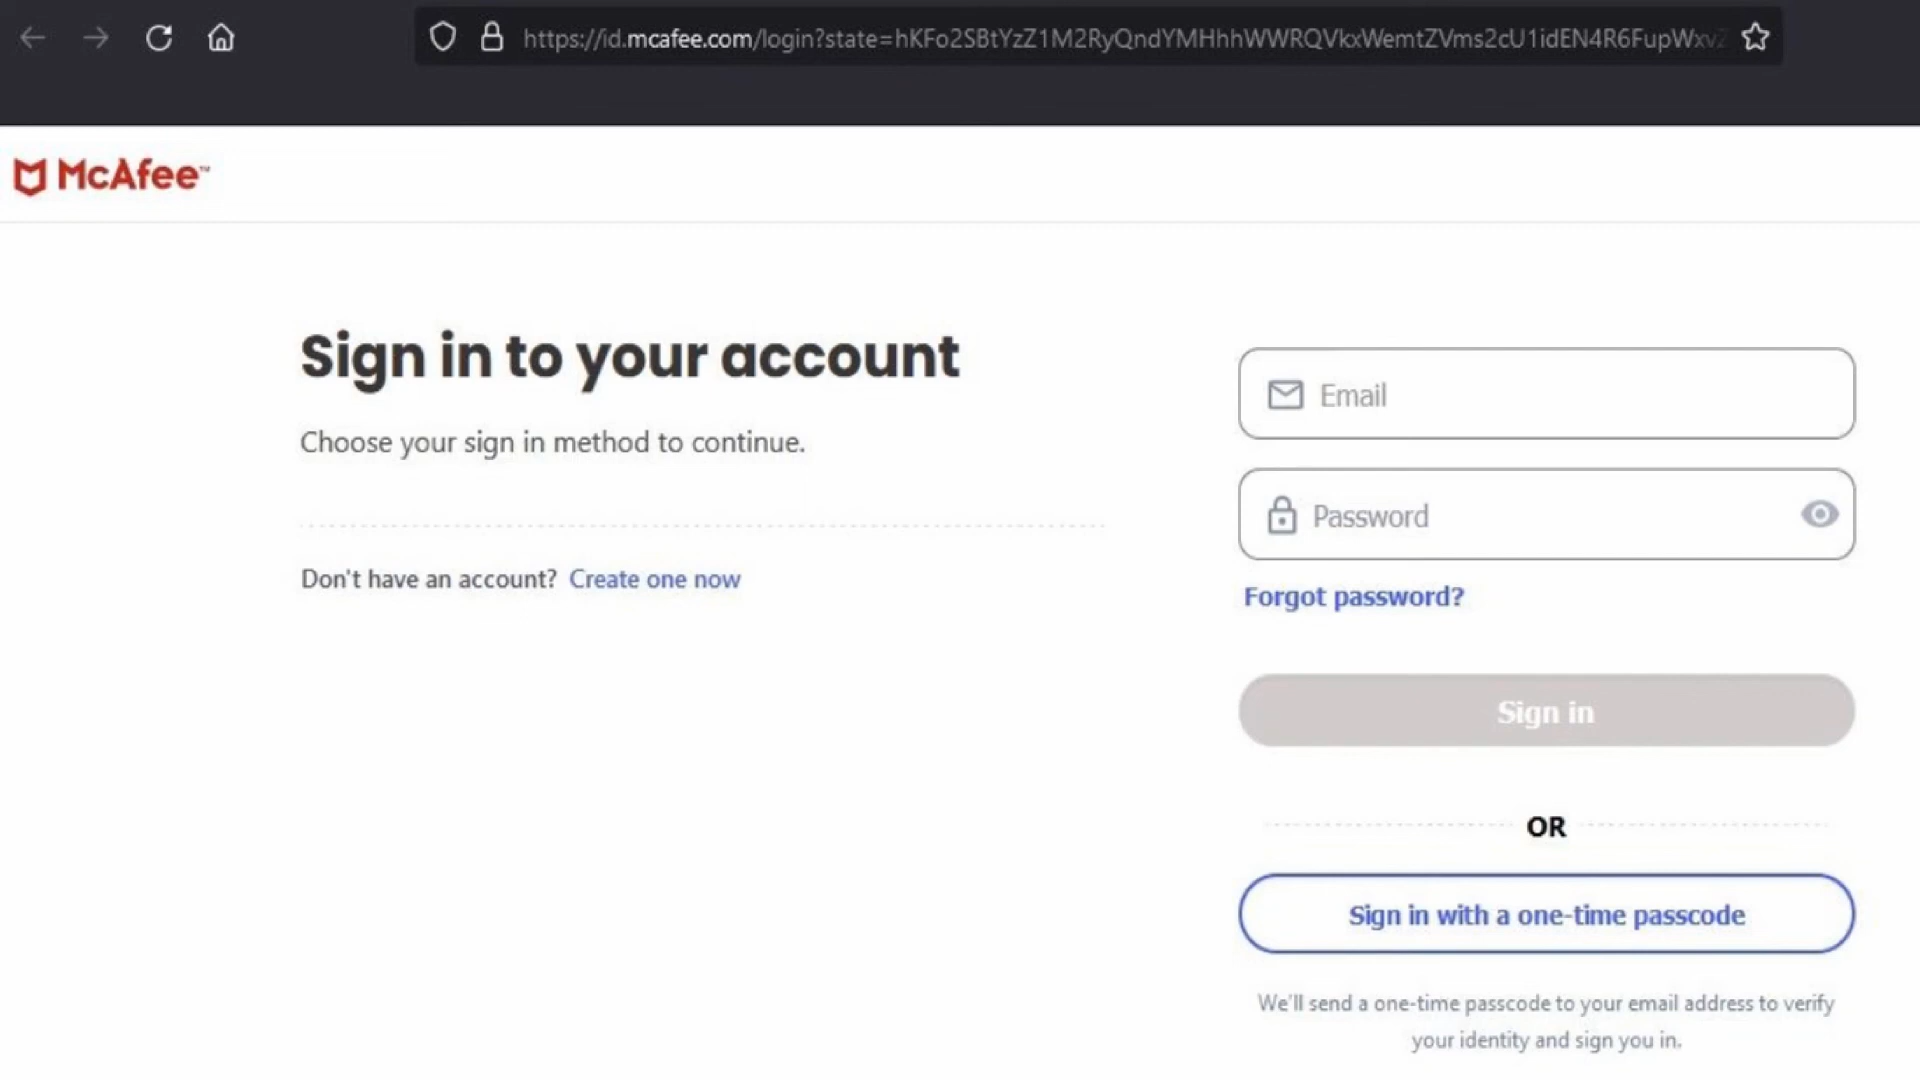 https://id.mcafee.com/login?state=hKFo2SBtYzZ1M2RyQndYMHhhWWRQVkxWemtZVms2cU1idEN4R6FupWxvZ
McAfee™
Sign in to your account
Choose your sign in method to continue.
Don't have an account? Create one now
Email
Password
Forgot password?
Sign in
OR
Sign in with a one-time passcode
We'll send a one-time passcode to your email address to verify
your identity and sign you in.